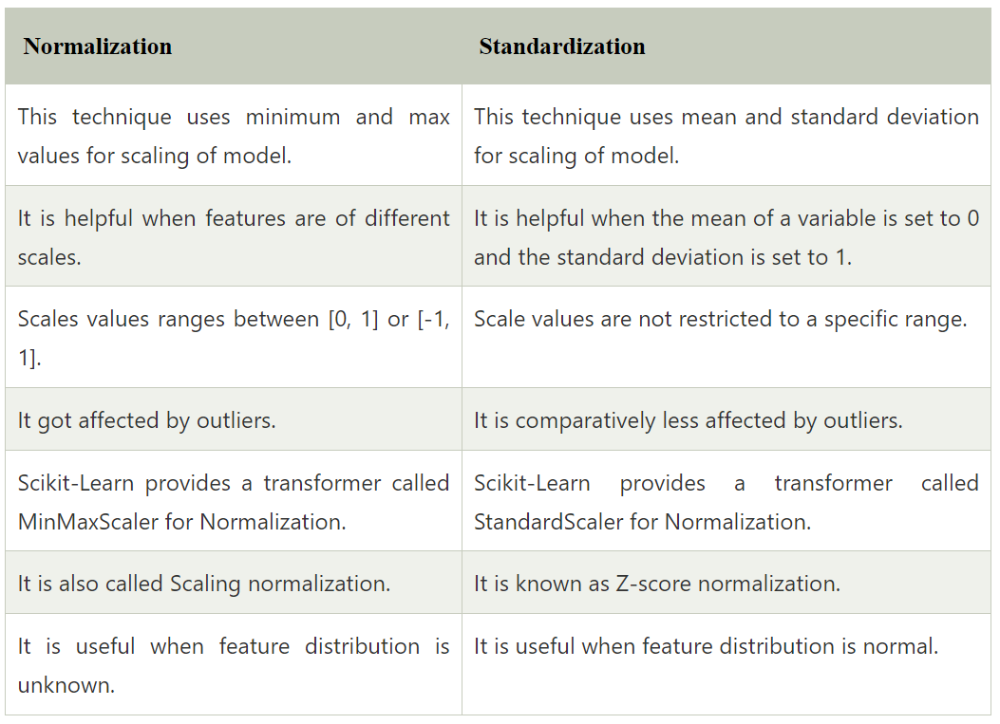 Normalization
Standardization
This technique uses minimum and max
values for scaling of model.
This technique uses mean and standard deviation
for scaling of model.
It is helpful when features are of different
scales.
It is helpful when the mean of a variable is set to 0
and the standard deviation is set to 1.
Scales values ranges between [0, 1] or [-1,
1].
Scale values are not restricted to a specific range.
It got affected by outliers.
It is comparatively less affected by outliers.
Scikit-Learn provides a transformer called
MinMaxScaler for Normalization.
Scikit-Learn provides a transformer called
StandardScaler for Normalization.
It is also called Scaling normalization.
It is known as Z-score normalization.
It is useful when feature distribution is
unknown.
It is useful when feature distribution is normal.